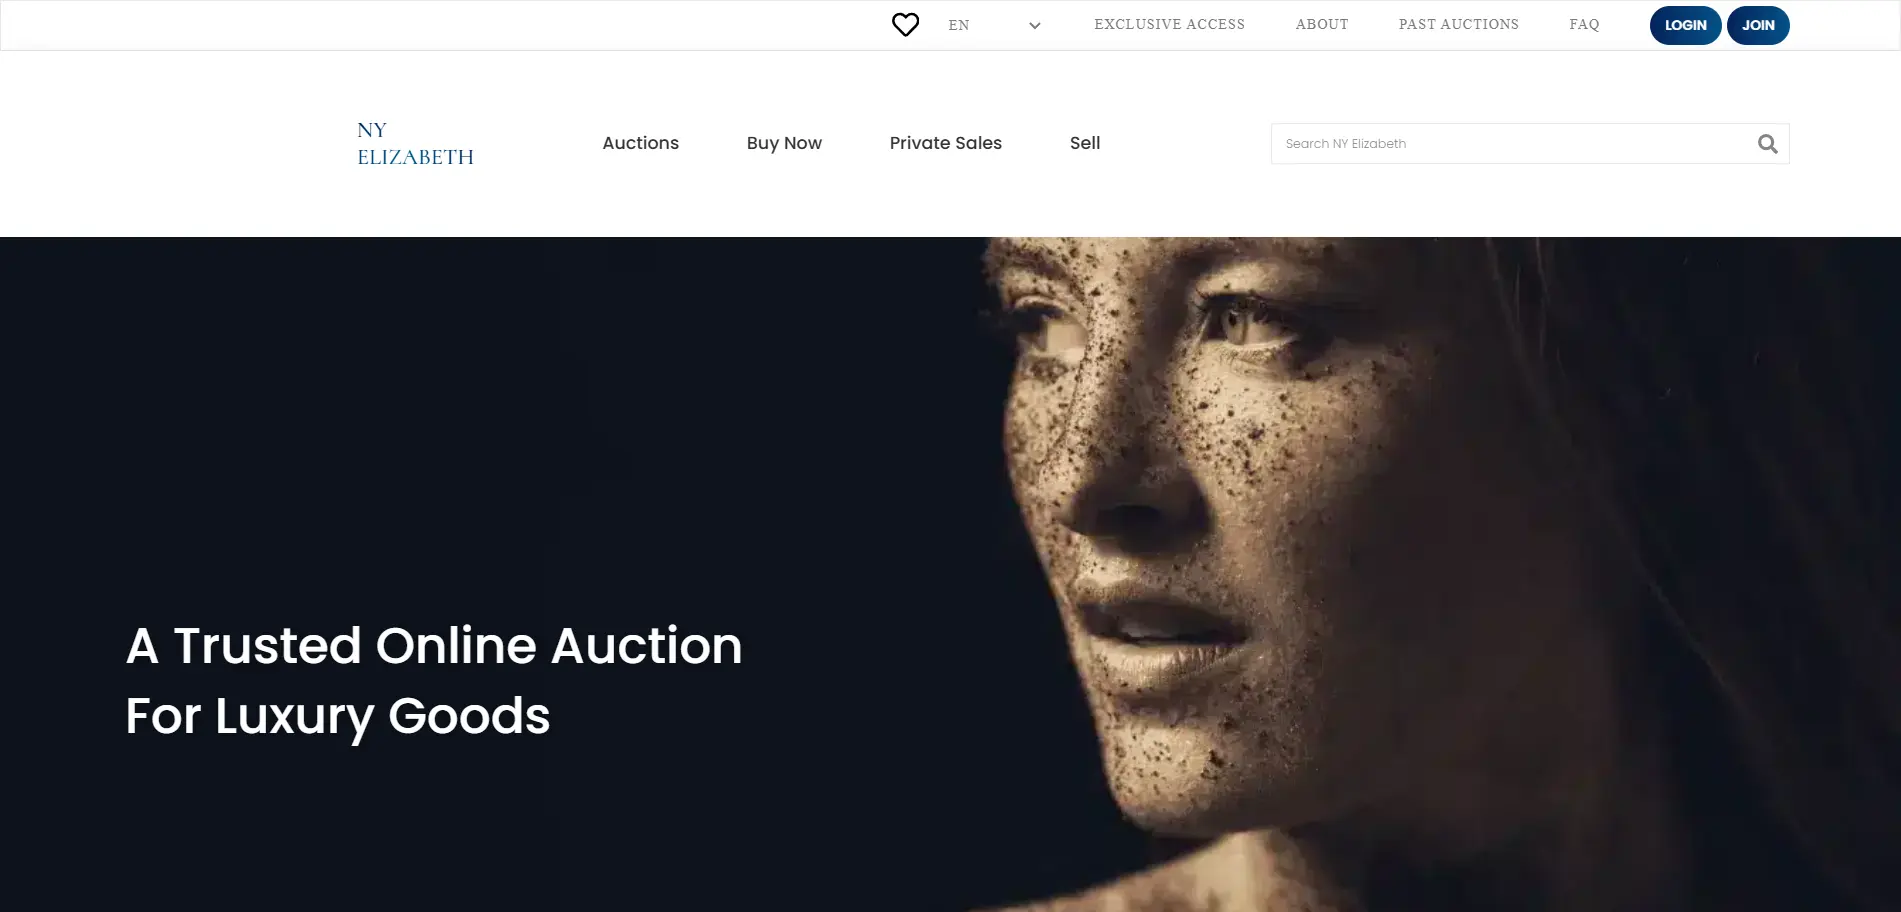 EN
EXCLUSIVE ACCESS
ABOUT
PAST AUCTIONS
FAQ
LOGIN
JOIN
NY
ELIZABETH
Auctions
Buy Now
Private Sales
Sell
Search NY Elizabeth
A Trusted Online Auction
For Luxury Goods